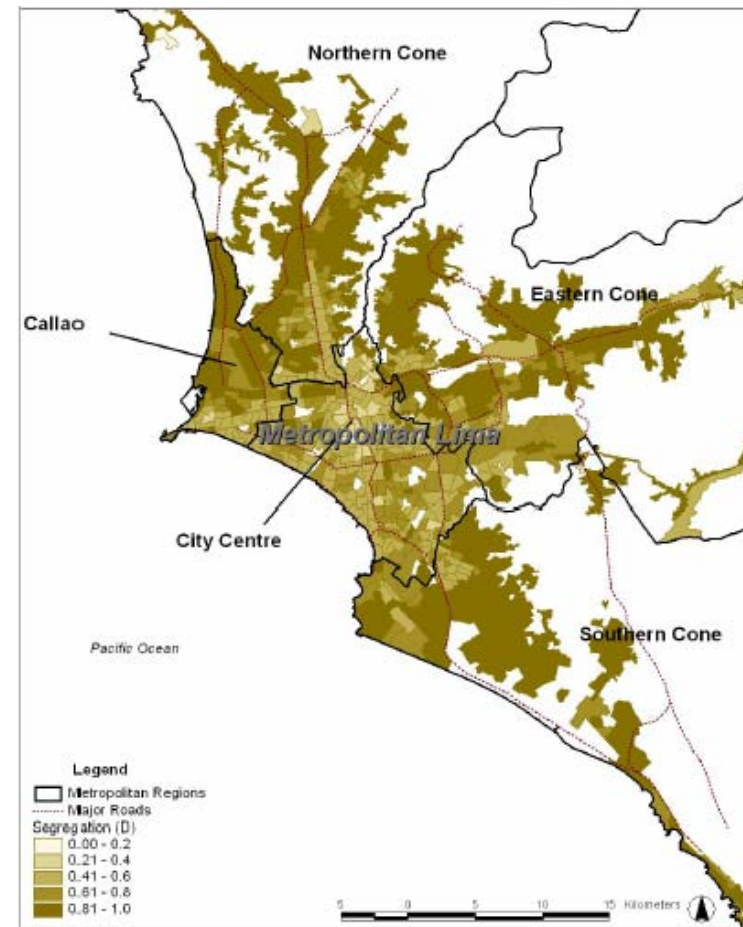 Northern Cone
Eastern Cone
Callao
Metropolitan Lima
City Centre
Southern Cone
Pacific Ocean
Legend
Metropolitan Regions
Major Roads
Segregation (D)
0.00 - 0.2
0.21 - 0.4
0.41 - 0.6
0.61 - 0.8
0.81 - 1.0
5 0 5 10 15 Kilometers